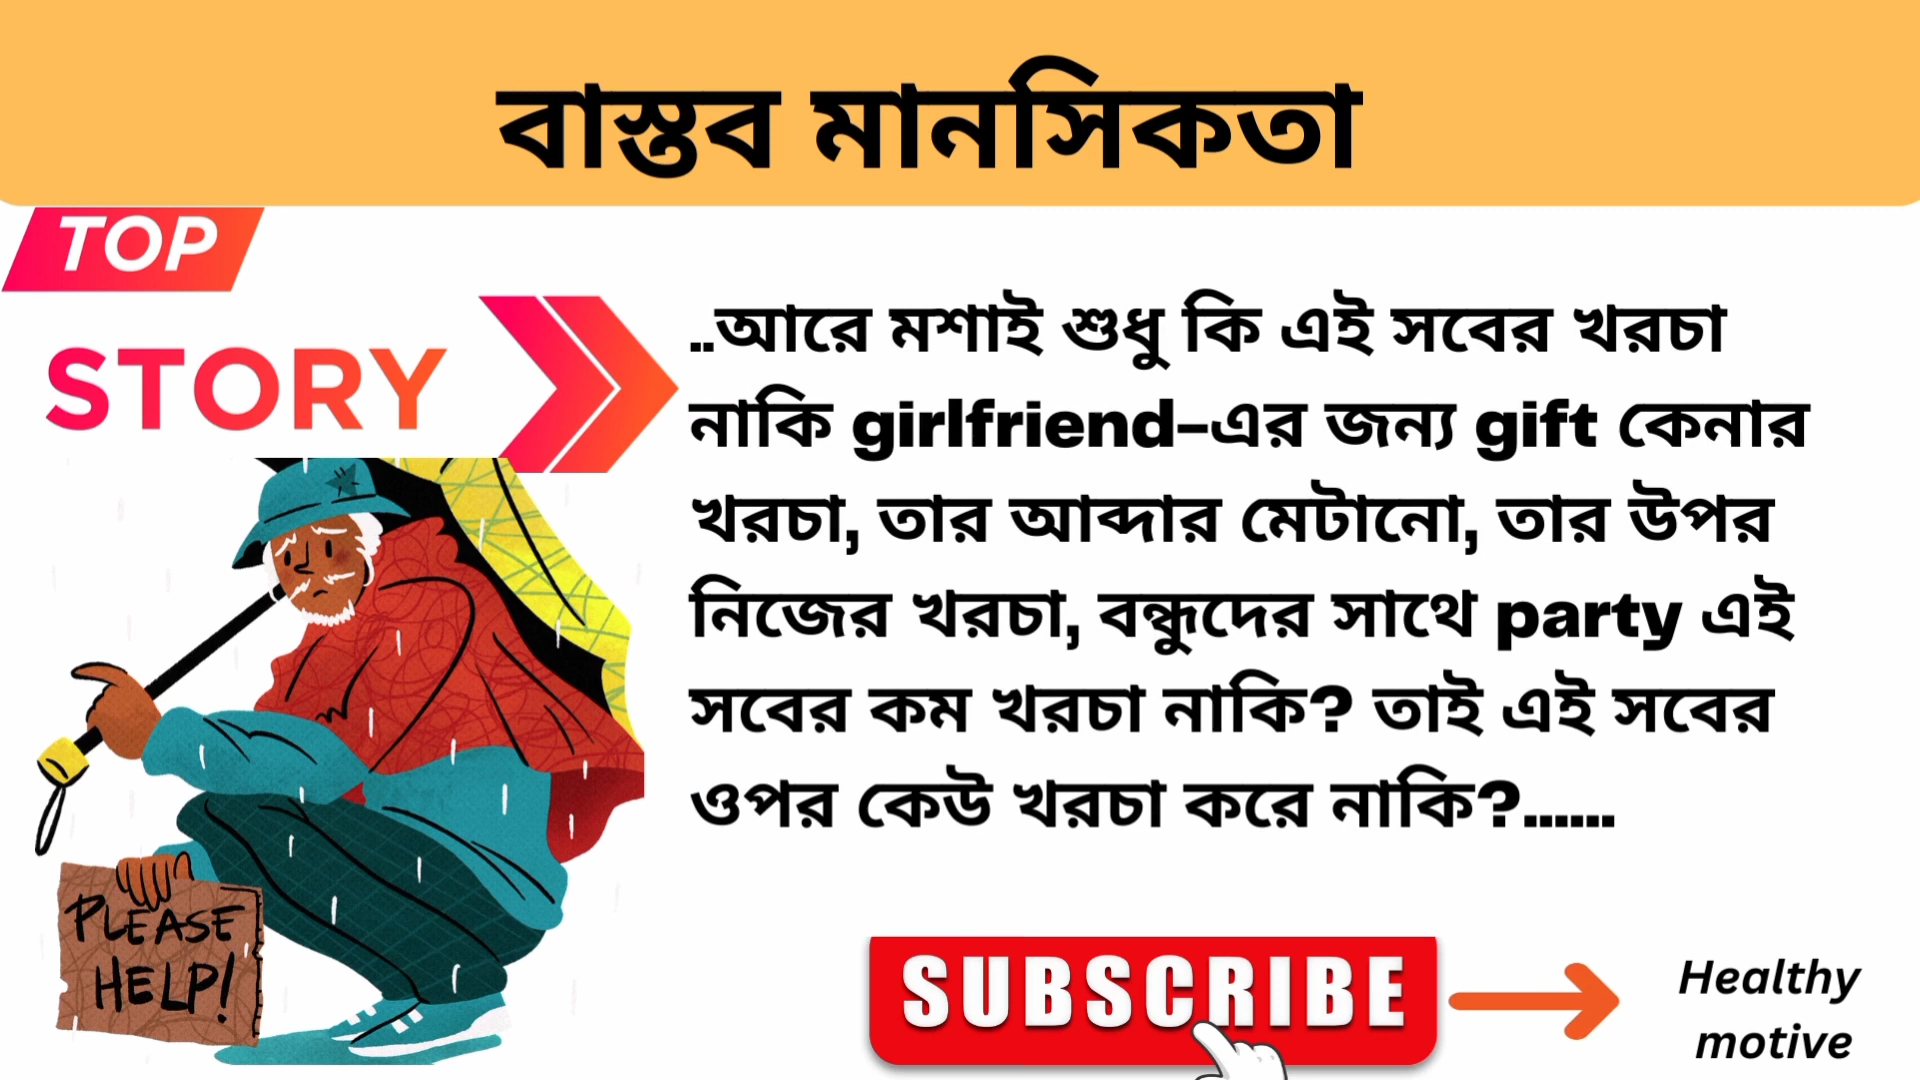 বাস্তব মানসিকতা
TOP
STORY
..আরে মশাই শুধু কি এই সবের খরচা
নাকি girlfriend–এর জন্য gift কেনার
খরচা, তার আব্দার মেটানো, তার উপর
নিজের খরচা, বন্ধুদের সাথে party এই
সবের কম খরচা নাকি? তাই এই সবের
ওপর কেউ খরচা করে নাকি?.......
PLEASE
HELP!
SUBSCRIBE
Healthy
motive